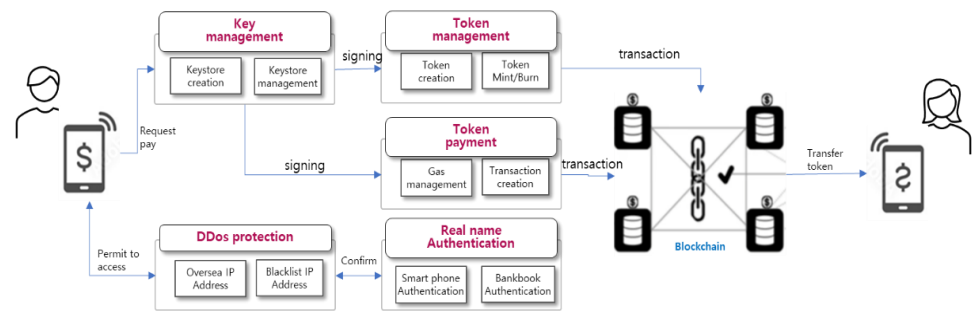 Key
management
Keystore
creation
Keystore
management
signing
Token
management
Token
creation
Token
Mint/Burn
transaction
Request
pay
signing
Token
payment
Gas
management
Transaction
creation
transaction
Transfer
token
Blockchain
Permit to
access
DDos protection
Oversea IP
Address
Blacklist IP
Address
Confirm
Real name
Authentication
Smart phone
Authentication
Bankbook
Authentication
$
$
$
$
$
S